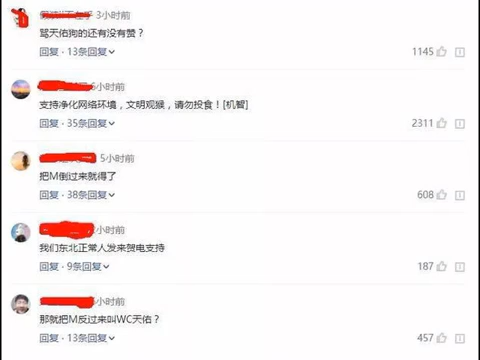 3小时前
骂天佑狗的还有没有赞？
回复 · 13条回复
1145
6小时前
支持净化网络环境，文明观猴，请勿投食！[机智]
回复 · 35条回复
2311
5小时前
把M倒过来就得了
回复 · 38条回复
608
小时前
我们东北正常人发来贺电支持
回复 · 9条回复
187
小时前
那就把M反过来叫WC天佑？
回复 · 13条回复
457